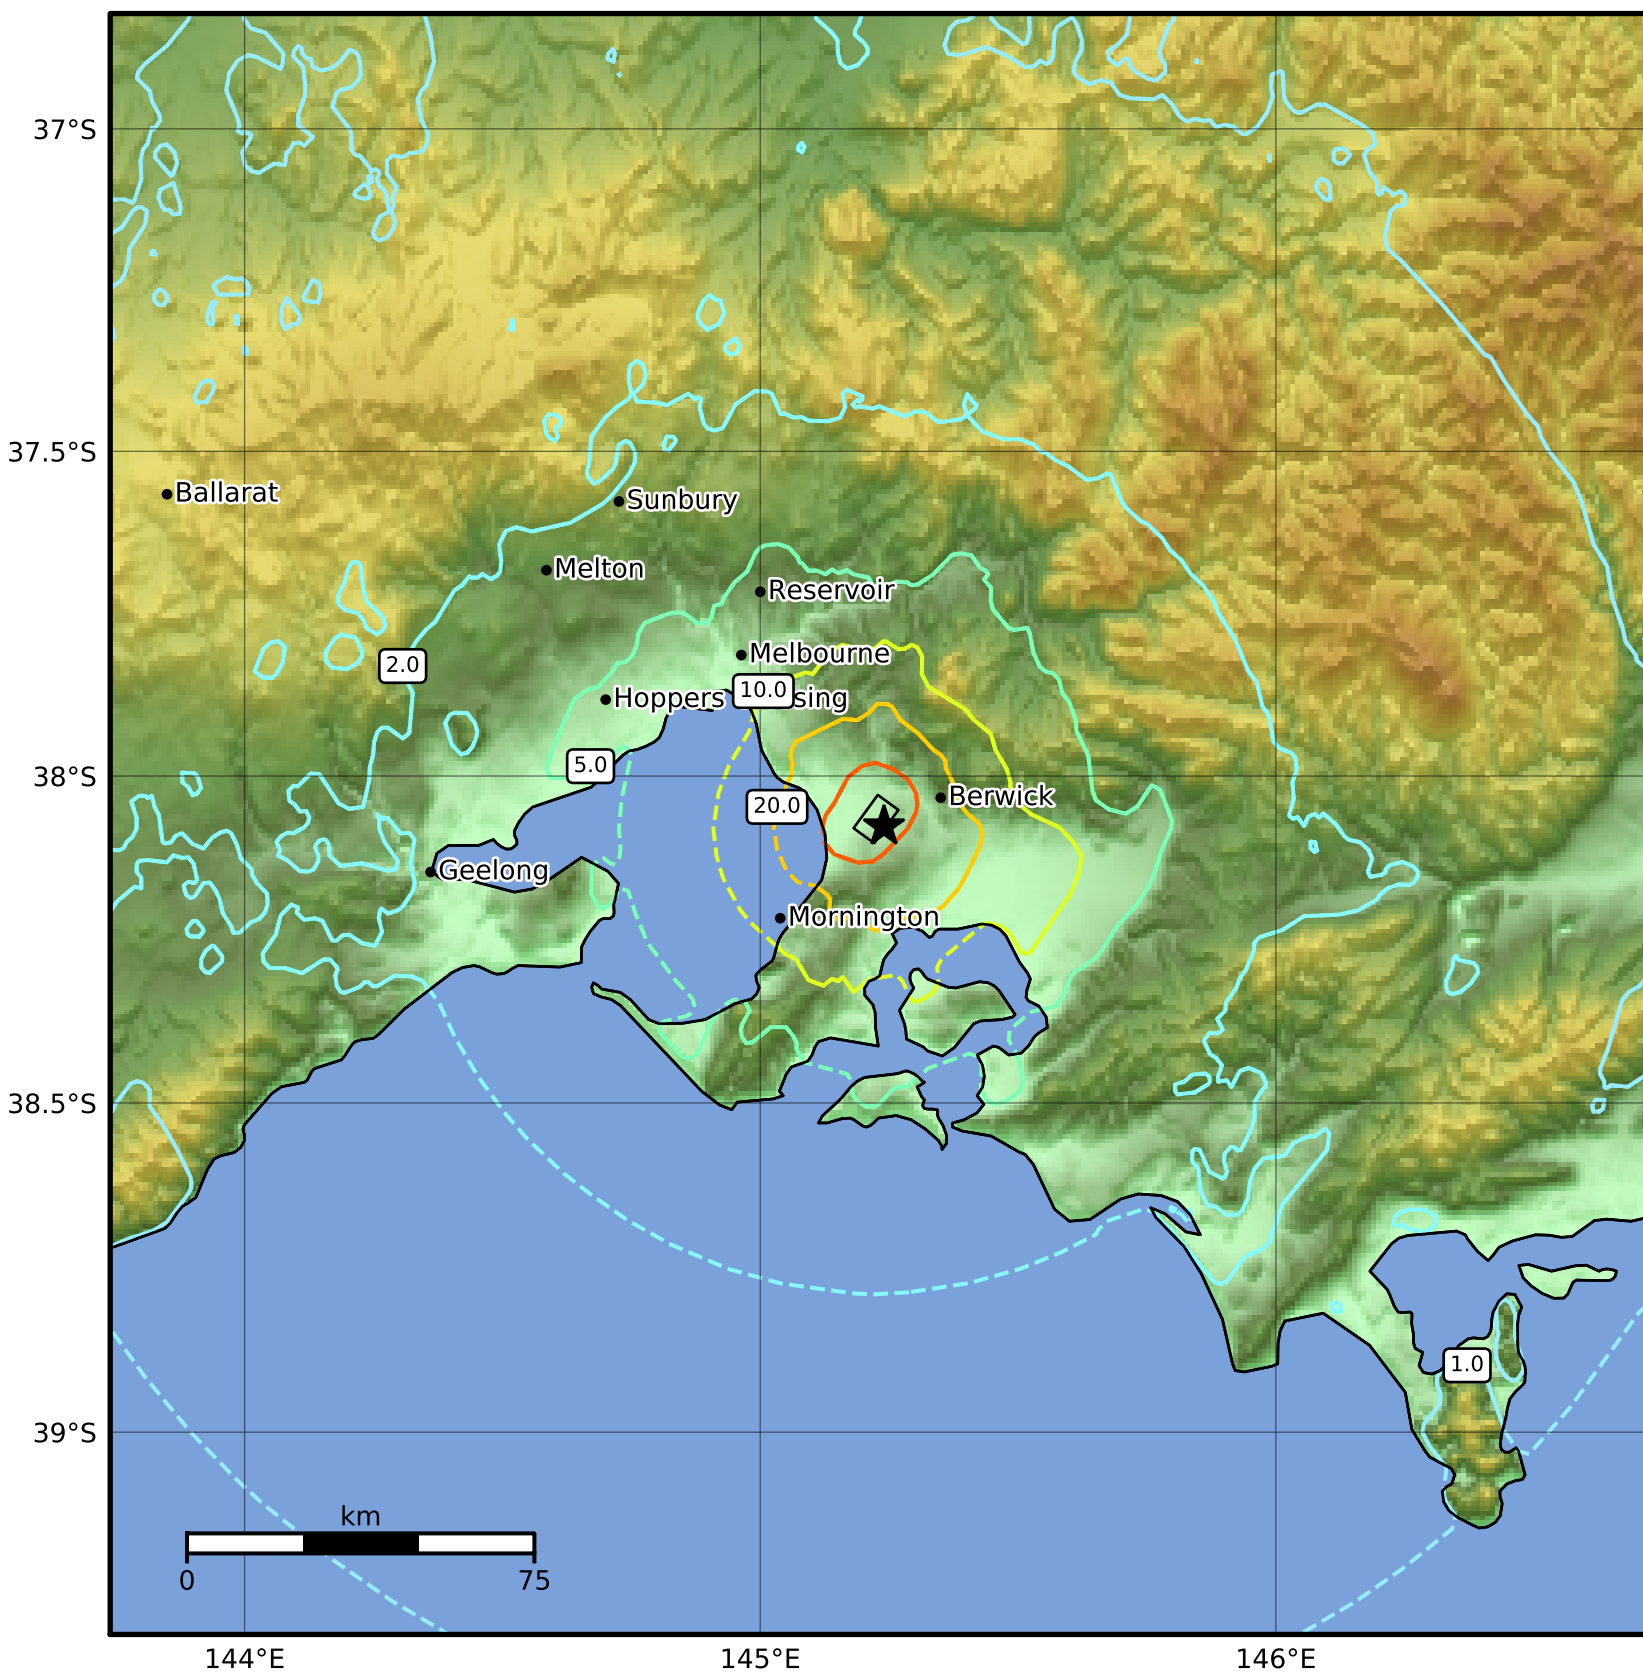 37°S
37.5°S
Ballarat
Sunbury
Melton
Reservoir
Melbourne
2.0
Hoppers
10.0
sing
5.0
38°S
20.0
Berwick
Geelong
Mornington
38.5°S
1.0
39°S
km
0
75
144°E
145°E
146°E